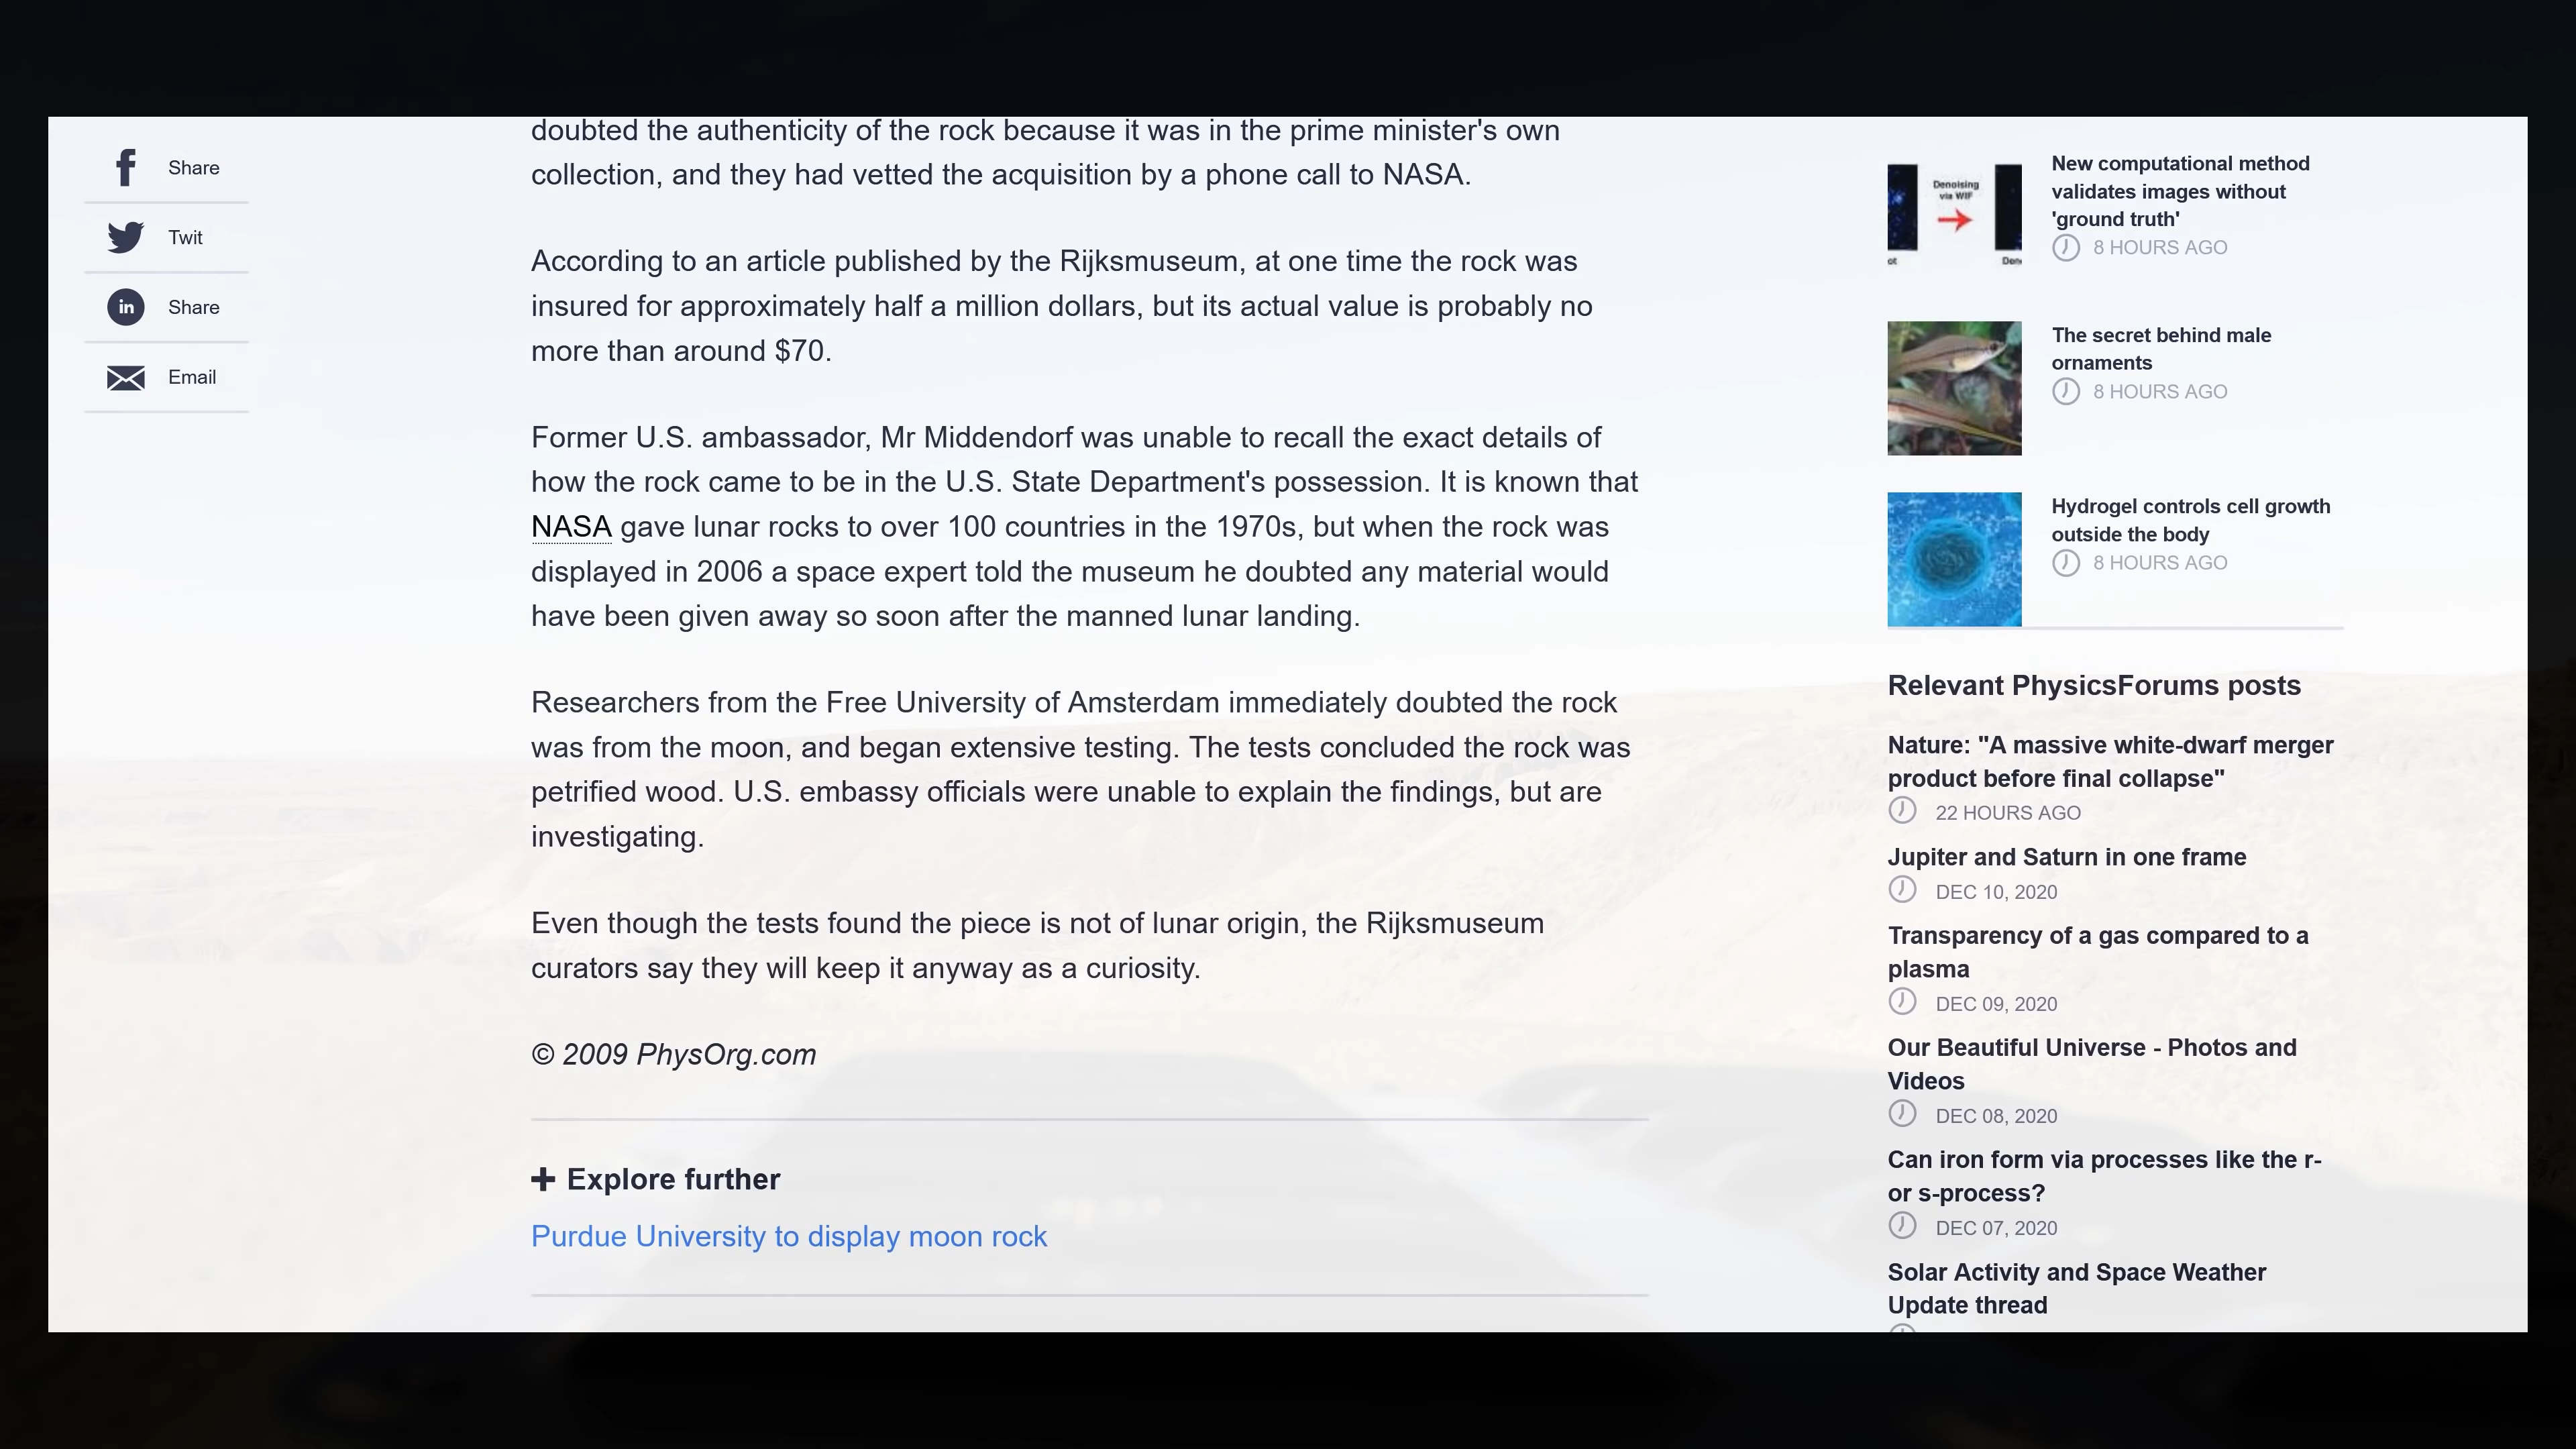 Share
Twit
Share
Email
doubted the authenticity of the rock because it was in the prime minister's own
collection, and they had vetted the acquisition by a phone call to NASA.
According to an article published by the Rijksmuseum, at one time the rock was
insured for approximately half a million dollars, but its actual value is probably no
more than around $70.
Former U.S. ambassador, Mr Middendorf was unable to recall the exact details of
how the rock came to be in the U.S. State Department's possession. It is known that
NASA gave lunar rocks to over 100 countries in the 1970s, but when the rock was
displayed in 2006 a space expert told the museum he doubted any material would
have been given away so soon after the manned lunar landing.
Researchers from the Free University of Amsterdam immediately doubted the rock
was from the moon, and began extensive testing. The tests concluded the rock was
petrified wood. U.S. embassy officials were unable to explain the findings, but are
investigating.
Even though the tests found the piece is not of lunar origin, the Rijksmuseum
curators say they will keep it anyway as a curiosity.
© 2009 PhysOrg.com
Explore further
Purdue University to display moon rock
Denoising
via WIF
New computational method
validates images without
'ground truth'
8 HOURS AGO
The secret behind male
ornaments
8 HOURS AGO
Hydrogel controls cell growth
outside the body
8 HOURS AGO
Relevant PhysicsForums posts
Nature: "A massive white-dwarf merger
product before final collapse"
22 HOURS AGO
Jupiter and Saturn in one frame
DEC 10, 2020
Transparency of a gas compared to a
plasma
DEC 09, 2020
Our Beautiful Universe - Photos and
Videos
DEC 08, 2020
Can iron form via processes like the r-
or s-process?
DEC 07, 2020
Solar Activity and Space Weather
Update thread